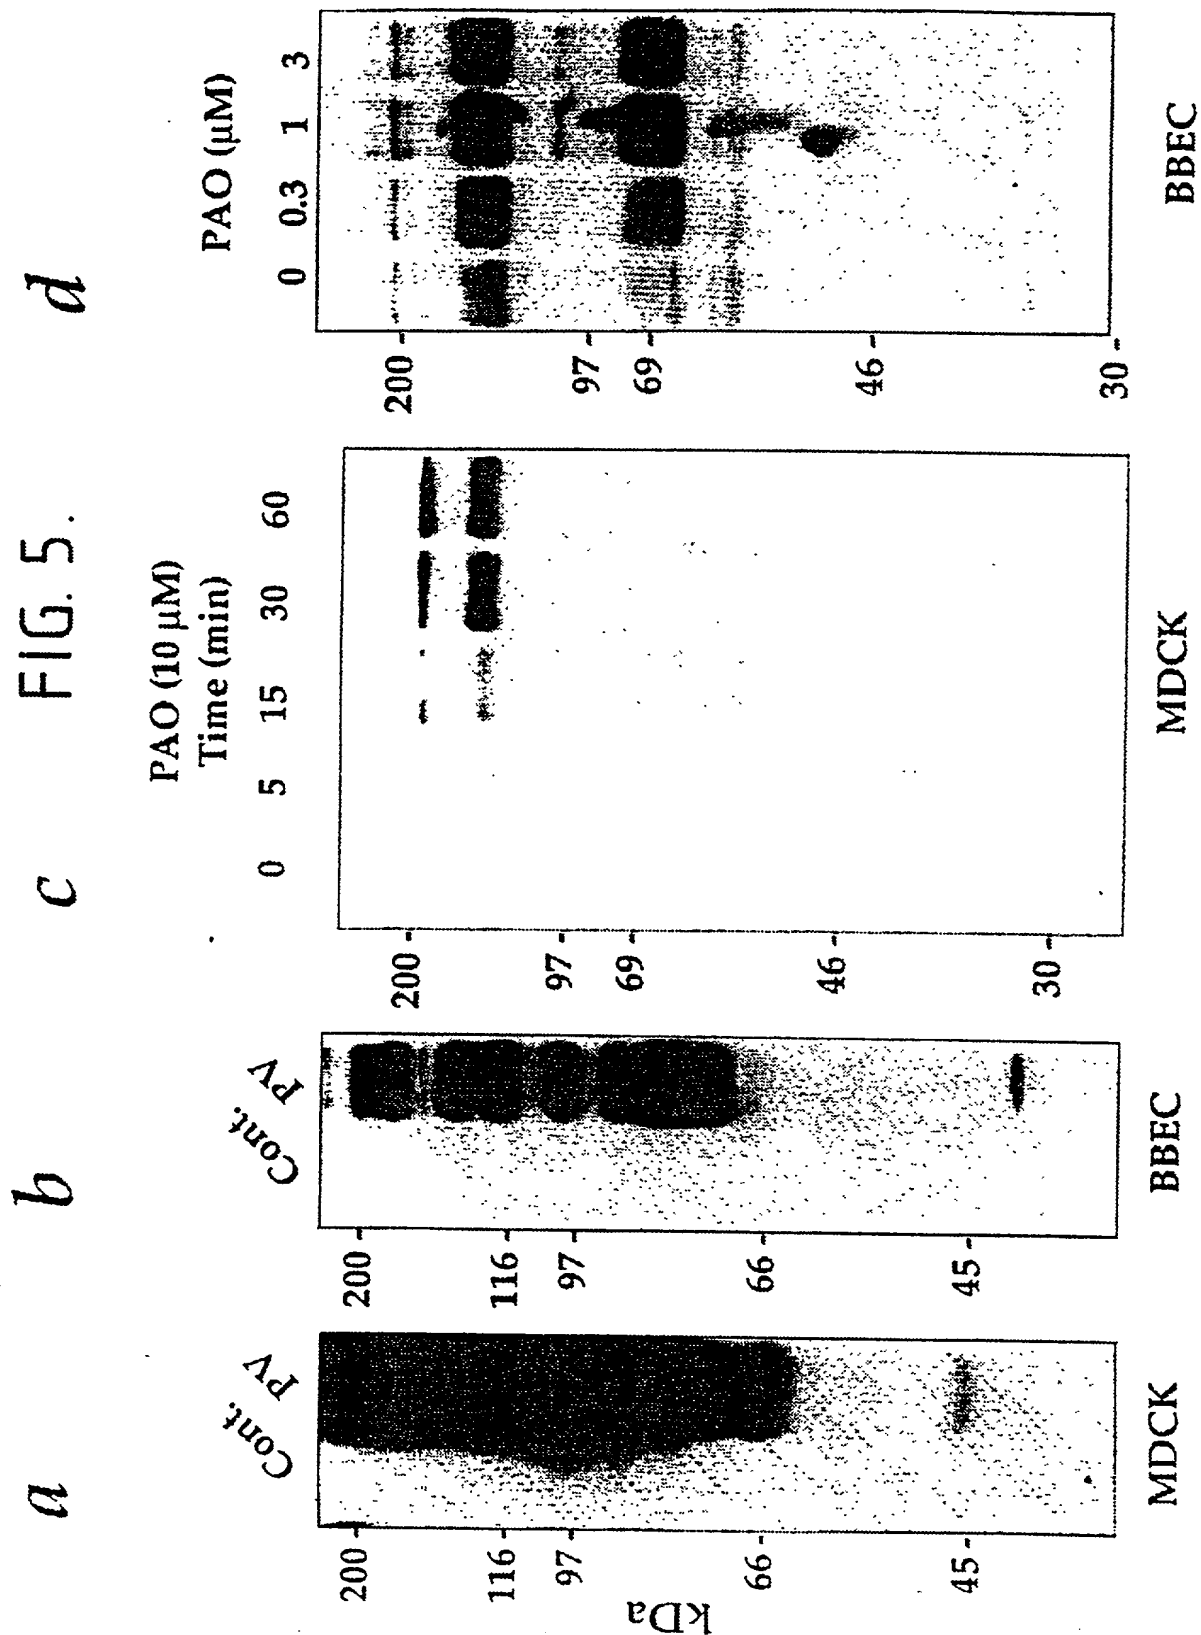 FIG. 5.
a
Cont.
PV
kDa
200
116
97
66
45
MDCK
b
Cont.
PV
200
116
97
66
45
BBEC
c
PAO (10 µM)
Time (min)
0 5 15 30 60
200
97
69
46
30
MDCK
d
PAO (µM)
0 0.3 1 3
200
97
69
46
30
BBEC